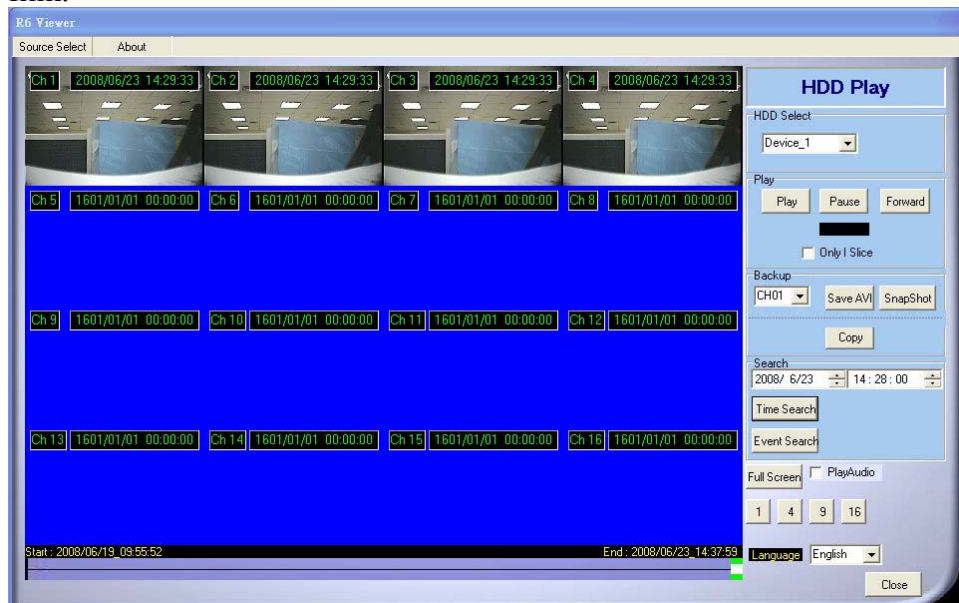 R6 Viewer
Source Select About
Ch 1 2008/06/23 14:29:33 Ch 2 2008/06/23 14:29:33 Ch 3 2008/06/23 14:29:33 Ch 4 2008/06/23 14:29:33
Ch 5 1601/01/01 00:00:00 Ch 6 1601/01/01 00:00:00 Ch 7 1601/01/01 00:00:00 Ch 8 1601/01/01 00:00:00
Ch 9 1601/01/01 00:00:00 Ch 10 1601/01/01 00:00:00 Ch 11 1601/01/01 00:00:00 Ch 12 1601/01/01 00:00:00
Ch 13 1601/01/01 00:00:00 Ch 14 1601/01/01 00:00:00 Ch 15 1601/01/01 00:00:00 Ch 16 1601/01/01 00:00:00
Start : 2008/06/19_09:55:52 End : 2008/06/23_14:37:59
HDD Play
HDD Select
Device_1
Play
Play Pause Forward
Only I Slice
Backup
CH01 Save AVI SnapShot
Copy
Search
2008/ 6/23 14 : 28 : 00
Time Search
Event Search
Full Screen PlayAudio
1 4 9 16
Language English
Close